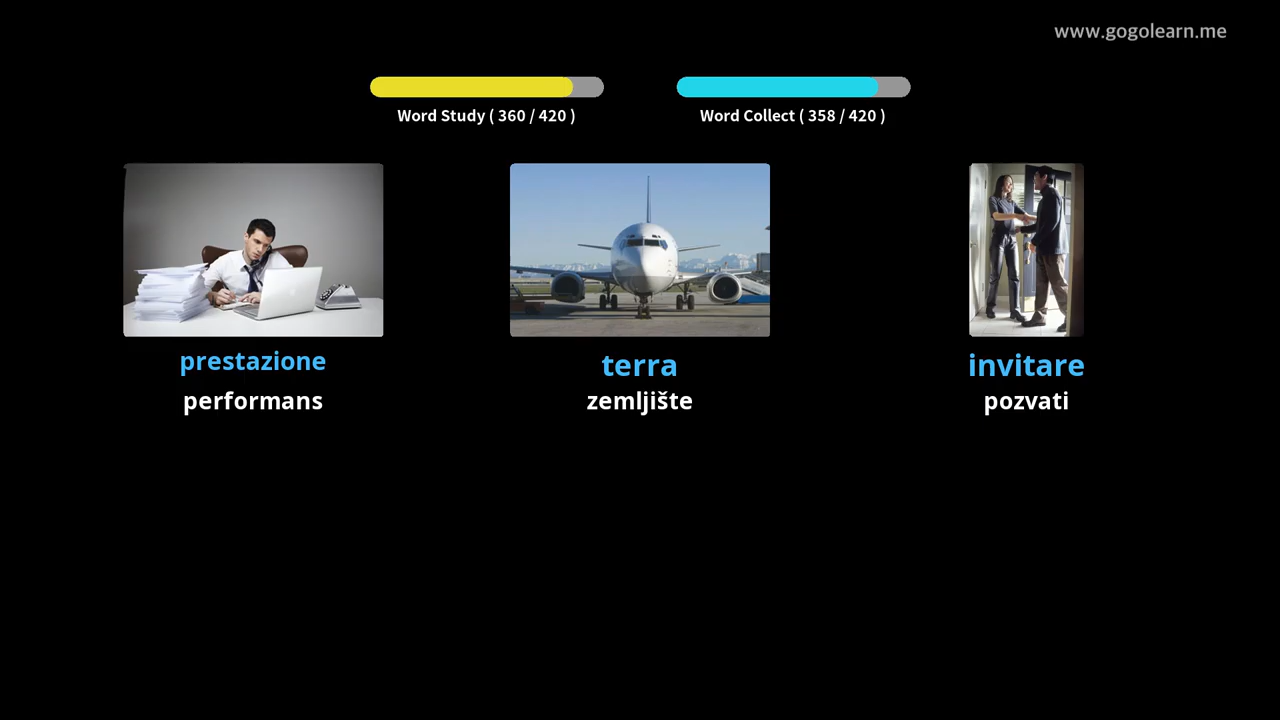 www.gogolearn.me
Word Study ( 360 / 420 )
Word Collect ( 358 / 420 )
prestazione
performans
terra
zemljište
invitare
pozvati